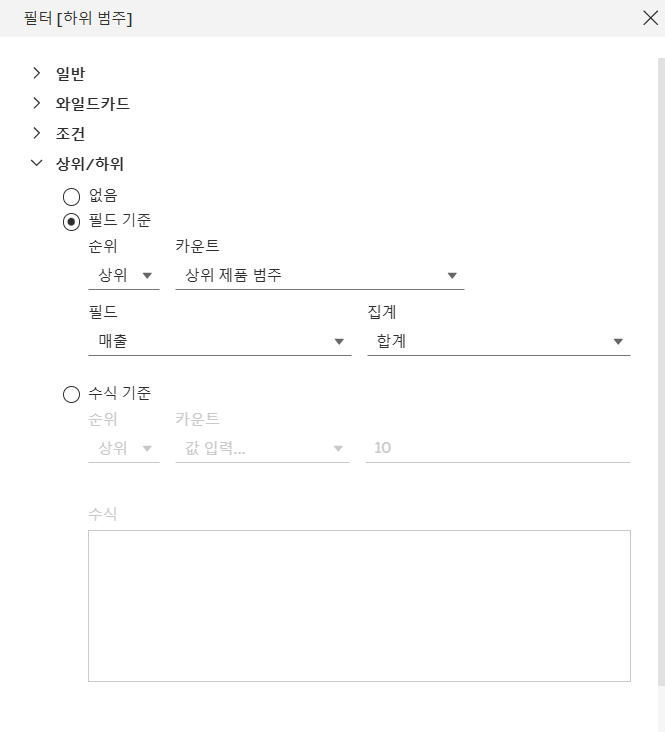 필터 [하위 범주]
일반
와일드카드
조건
상위/하위
없음
필드 기준
순위 카운트
상위 상위 제품 범주
필드 집계
매출 합계
수식 기준
순위 카운트
상위 값 입력... 10
수식